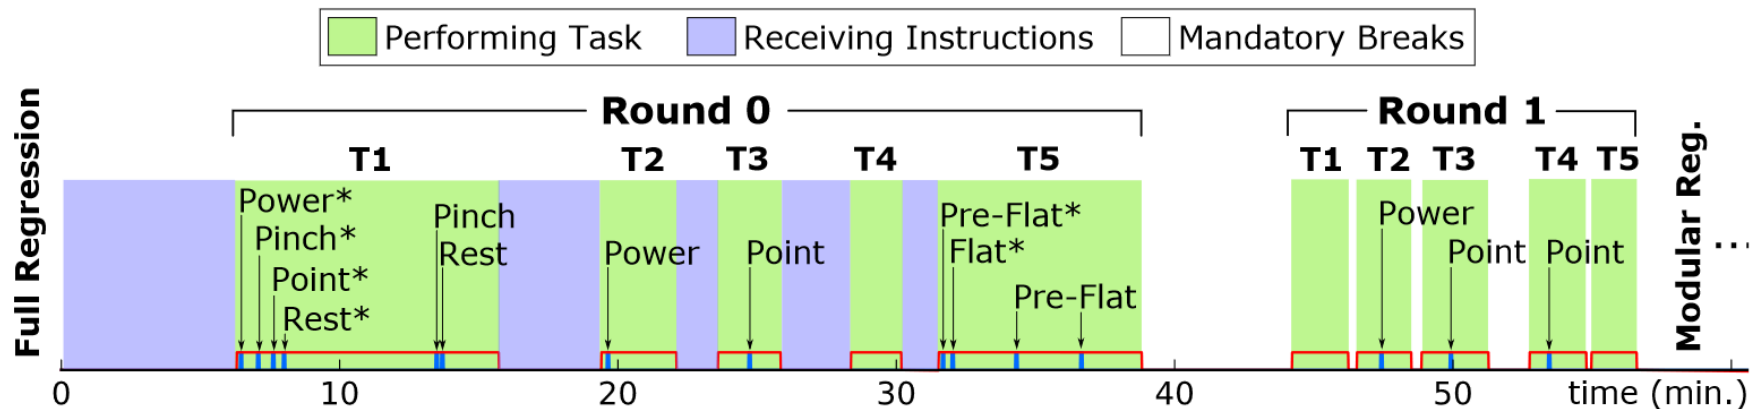 Performing Task
Receiving Instructions
Mandatory Breaks
Full Regression
Round 0
Round 1
T1
T2
T3
T4
T5
T1
T2
T3
T4
T5
Power*
Pinch*
Point*
Rest*
Pinch
Rest
Power
Point
Pre-Flat*
Flat*
Pre-Flat
Power
Point
Point
Modular Reg.
...
0
10
20
30
40
50
time (min.)